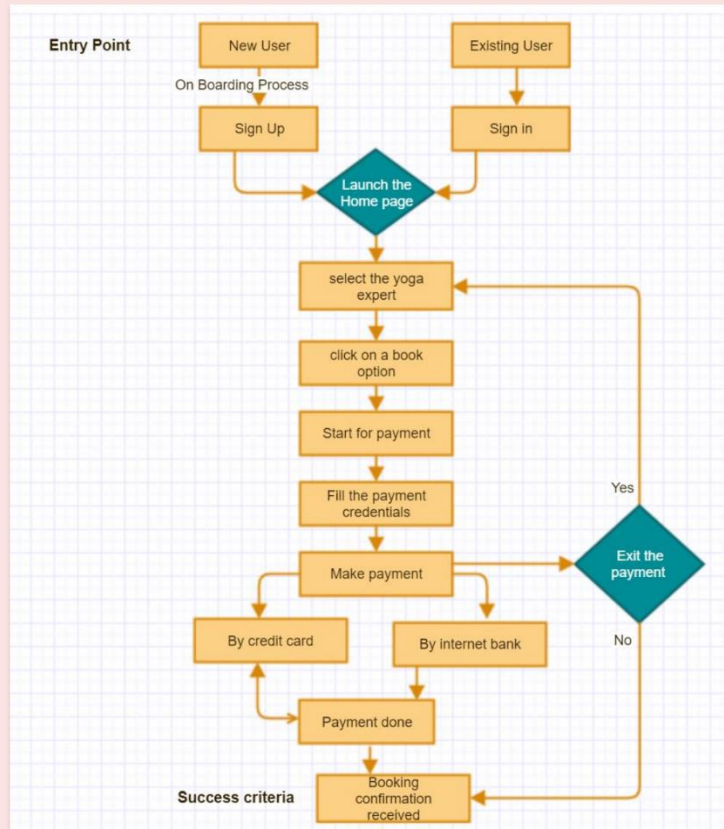 Entry Point
New User
Existing User
On Boarding Process
Sign Up
Sign in
Launch the
Home page
select the yoga
expert
click on a book
option
Start for payment
Fill the payment
credentials
Yes
Make payment
Exit the
payment
By credit card
By internet bank
No
Payment done
Success criteria
Booking
confirmation
received